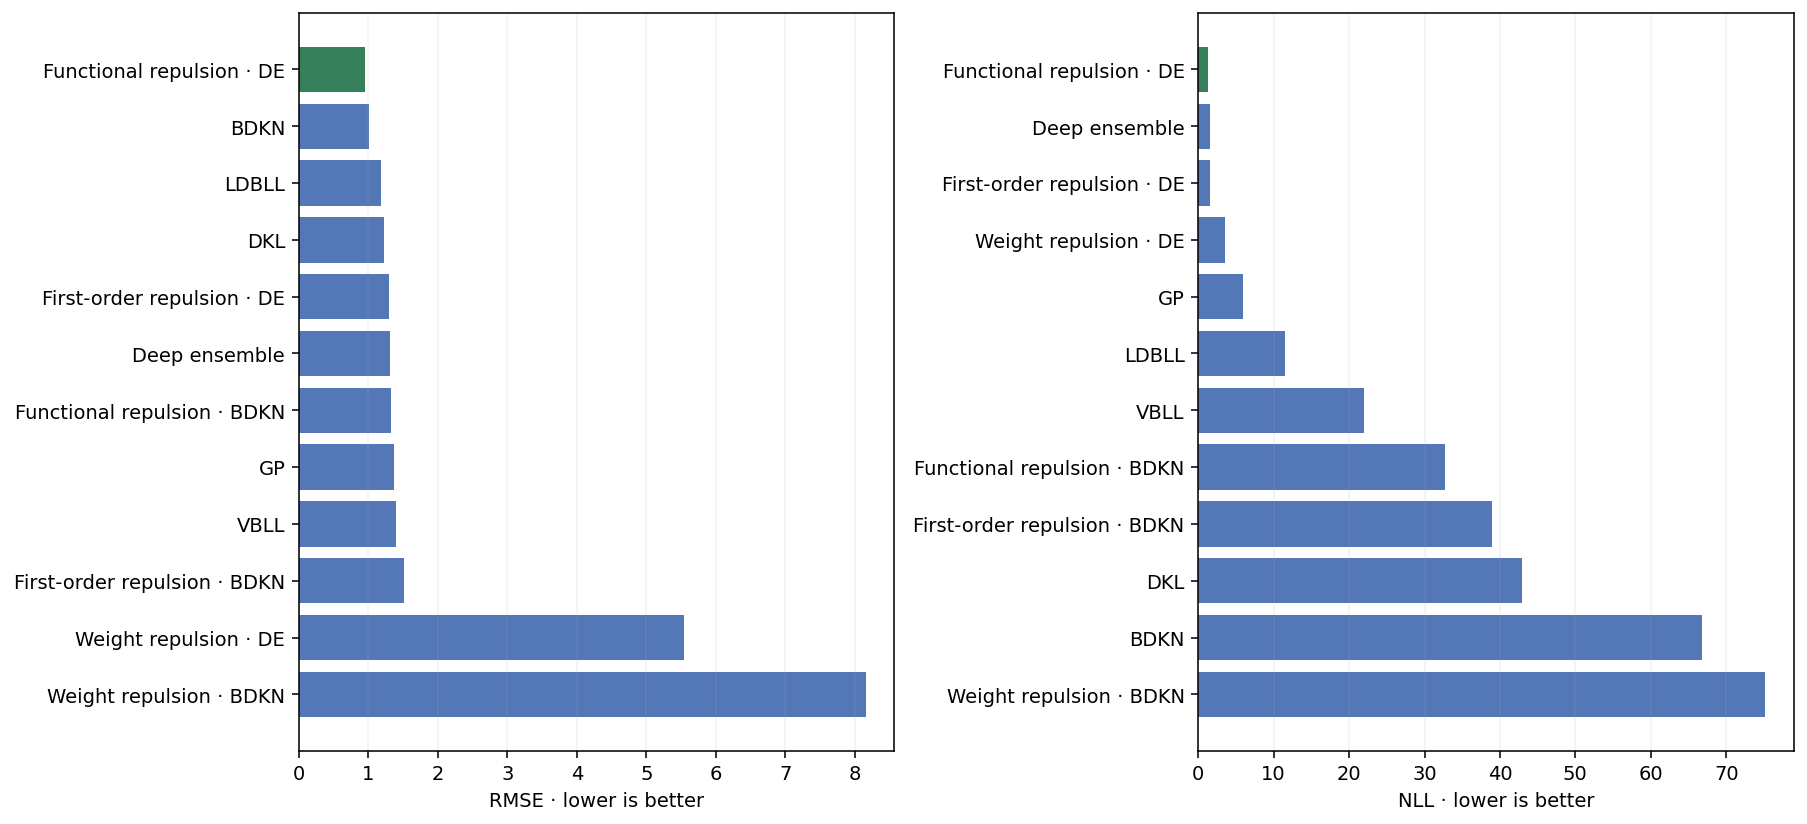 Functional repulsion · DE
BDKN
LDBLL
DKL
First-order repulsion · DE
Deep ensemble
Functional repulsion · BDKN
GP
VBLL
First-order repulsion · BDKN
Weight repulsion · DE
Weight repulsion · BDKN
0 1 2 3 4 5 6 7 8
RMSE · lower is better
Functional repulsion · DE
Deep ensemble
First-order repulsion · DE
Weight repulsion · DE
GP
LDBLL
VBLL
Functional repulsion · BDKN
First-order repulsion · BDKN
DKL
BDKN
Weight repulsion · BDKN
0 10 20 30 40 50 60 70
NLL · lower is better